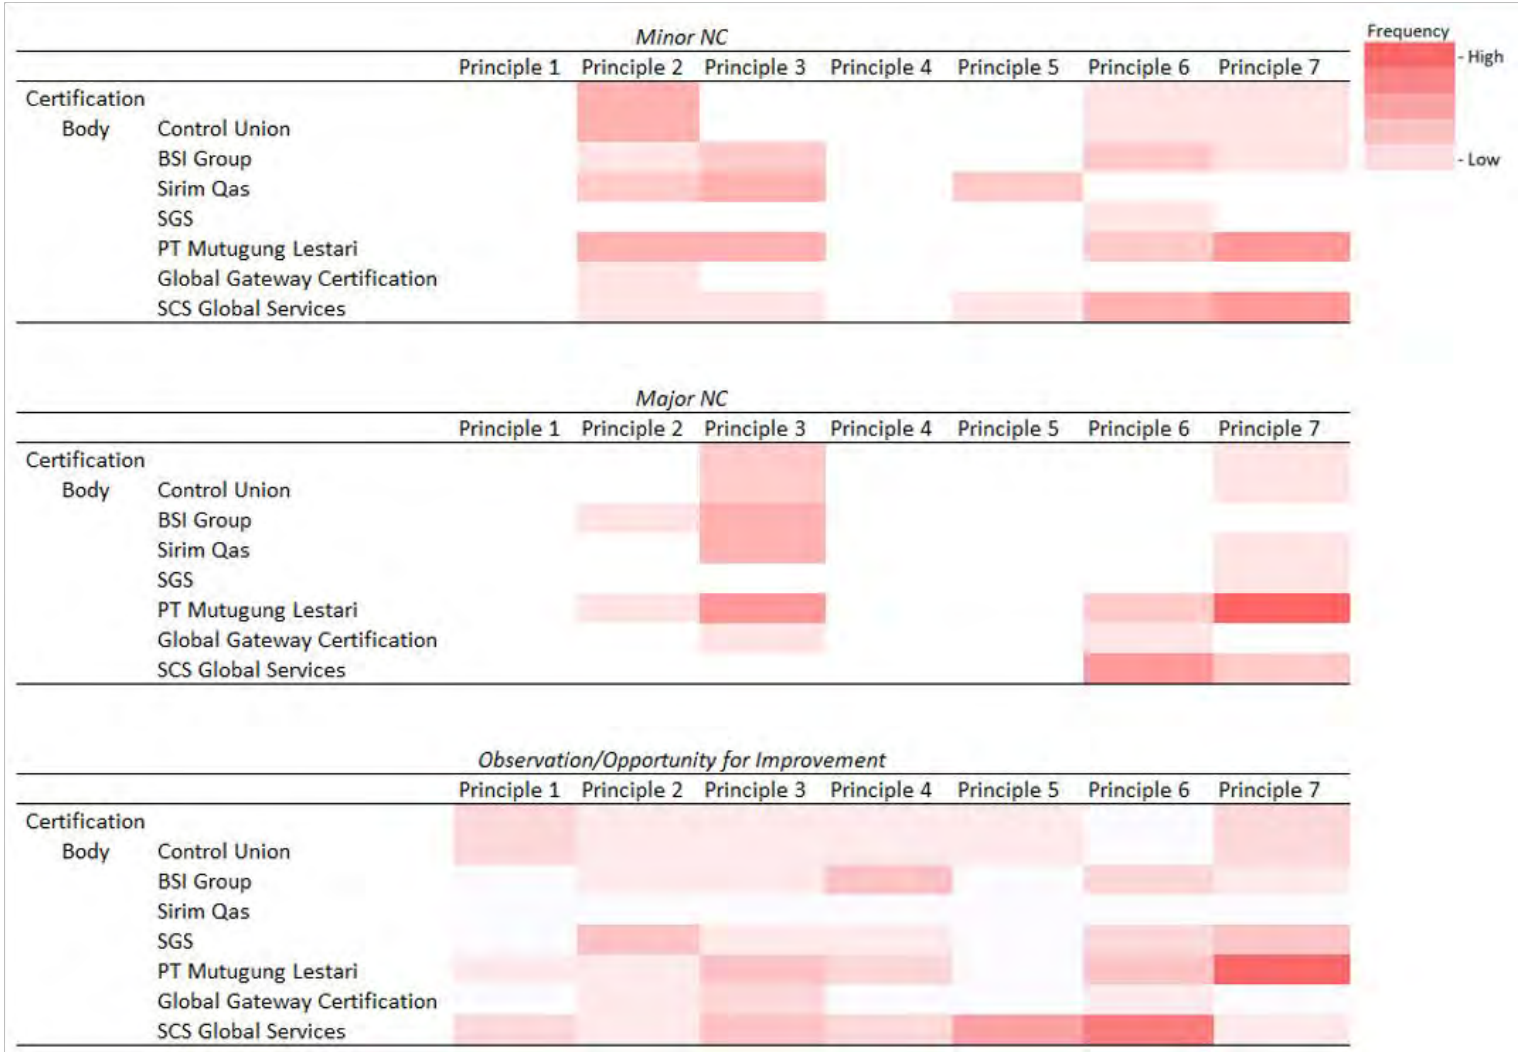 Minor NC
Frequency
Principle 1 Principle 2 Principle 3 Principle 4 Principle 5 Principle 6 Principle 7
- High
Certification
Body Control Union
BSI Group
- Low
Sirim Qas
SGS
PT Mutugung Lestari
Global Gateway Certification
SCS Global Services
Major NC
Principle 1 Principle 2 Principle 3 Principle 4 Principle 5 Principle 6 Principle 7
Certification
Body Control Union
BSI Group
Sirim Qas
SGS
PT Mutugung Lestari
Global Gateway Certification
SCS Global Services
Observation/Opportunity for Improvement
Principle 1 Principle 2 Principle 3 Principle 4 Principle 5 Principle 6 Principle 7
Certification
Body Control Union
BSI Group
Sirim Qas
SGS
PT Mutugung Lestari
Global Gateway Certification
SCS Global Services